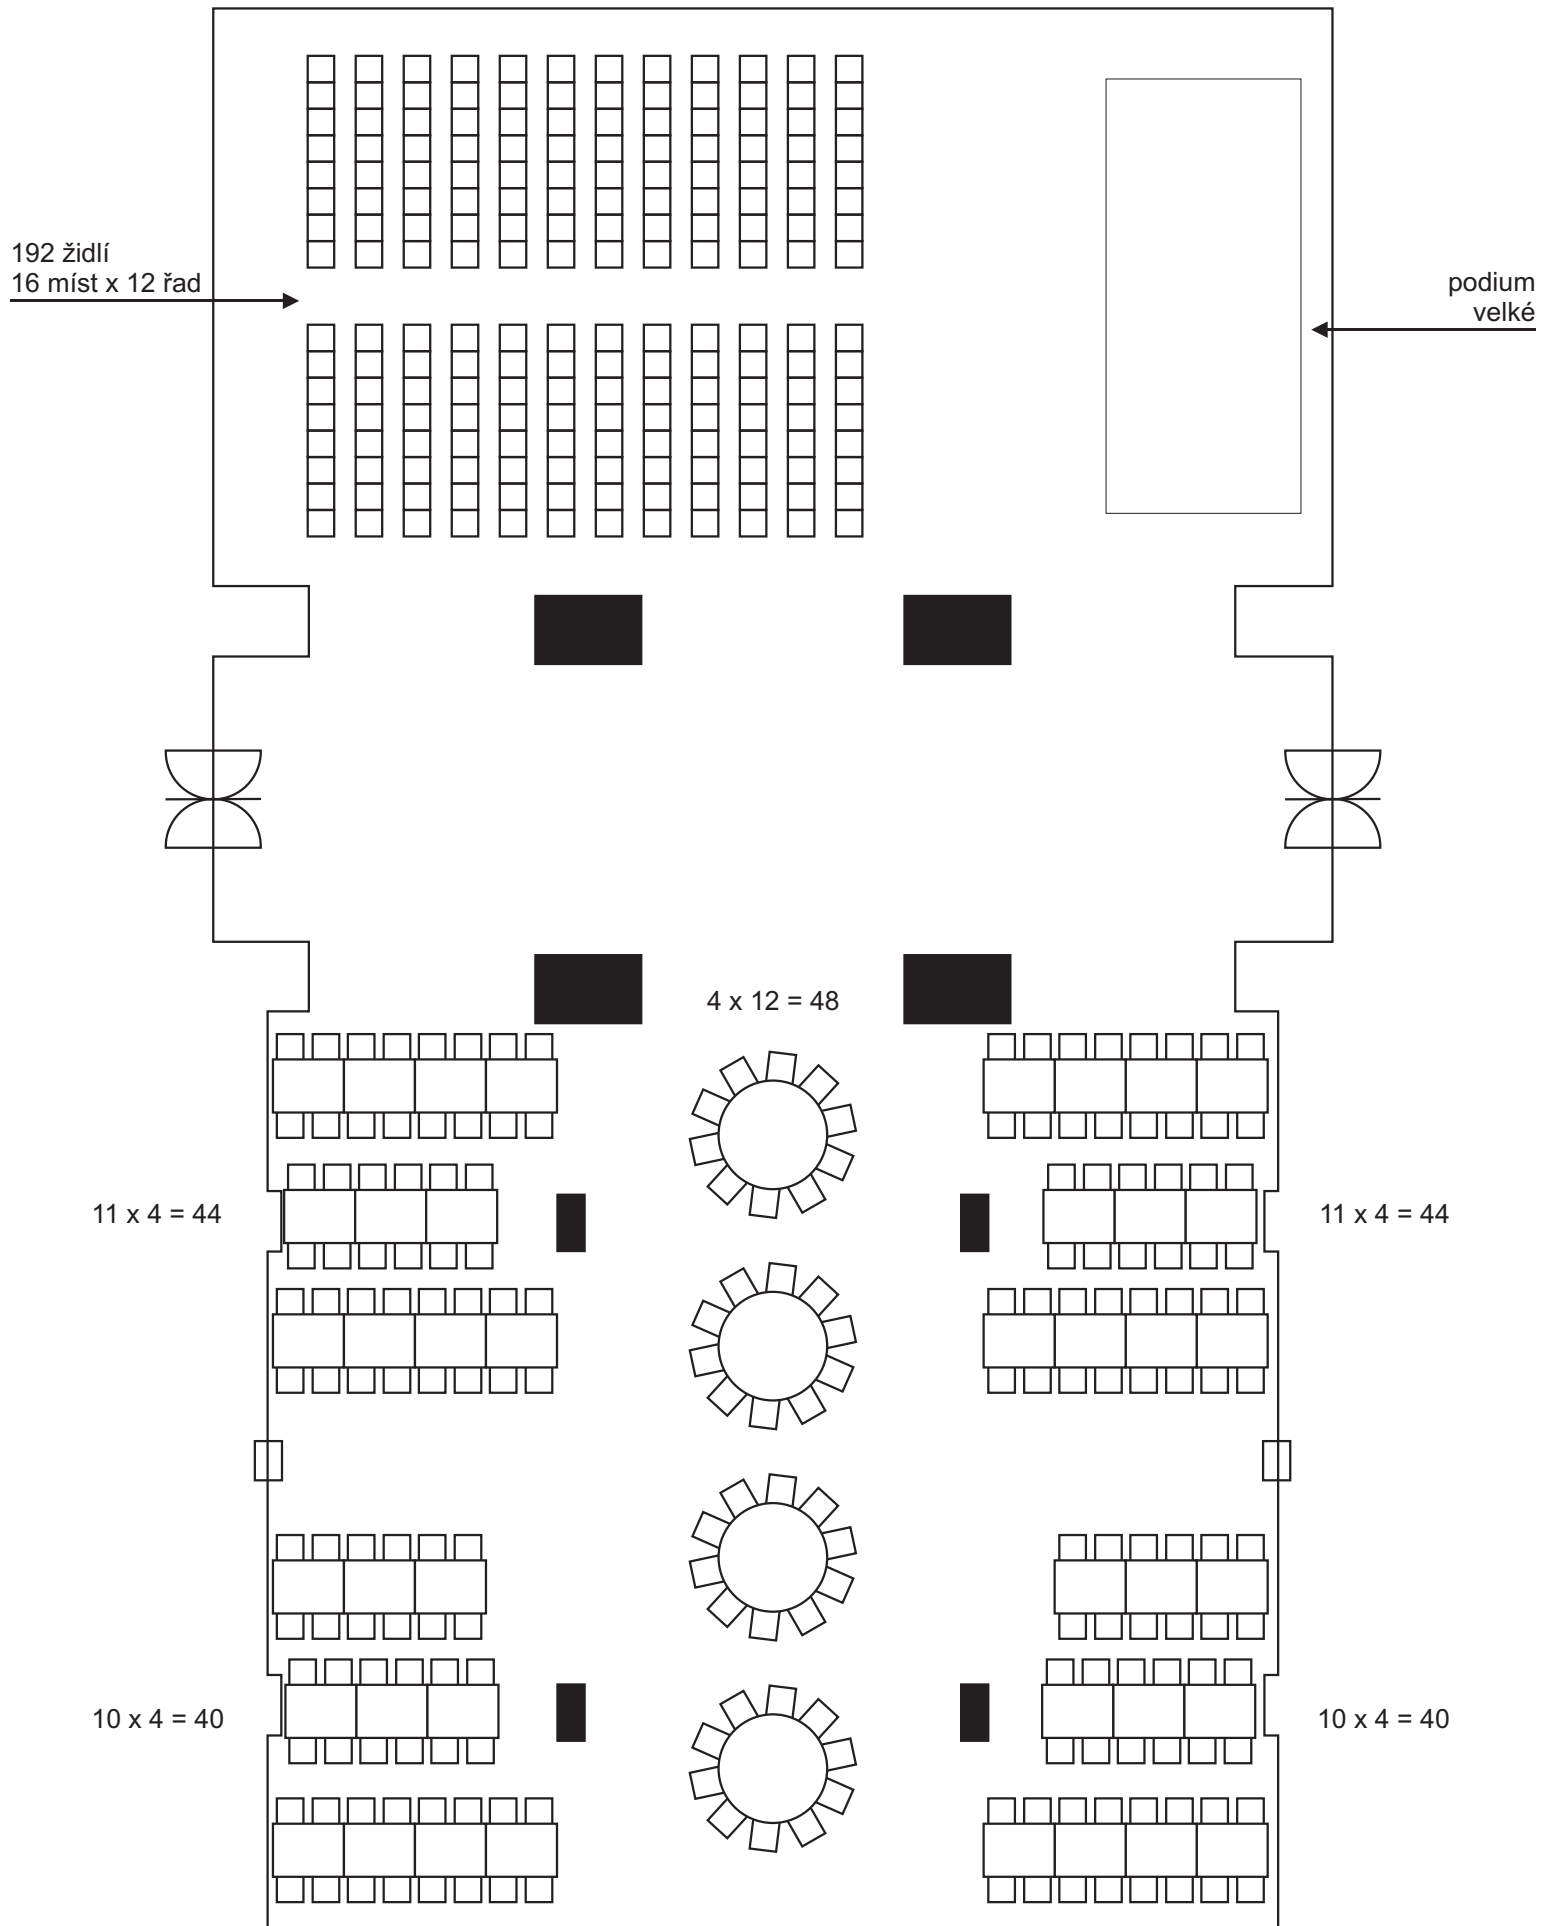 192 židlí
16 míst x 12 řad
podium
velké
4 x 12 = 48
11 x 4 = 44
11 x 4 = 44
10 x 4 = 40
10 x 4 = 40